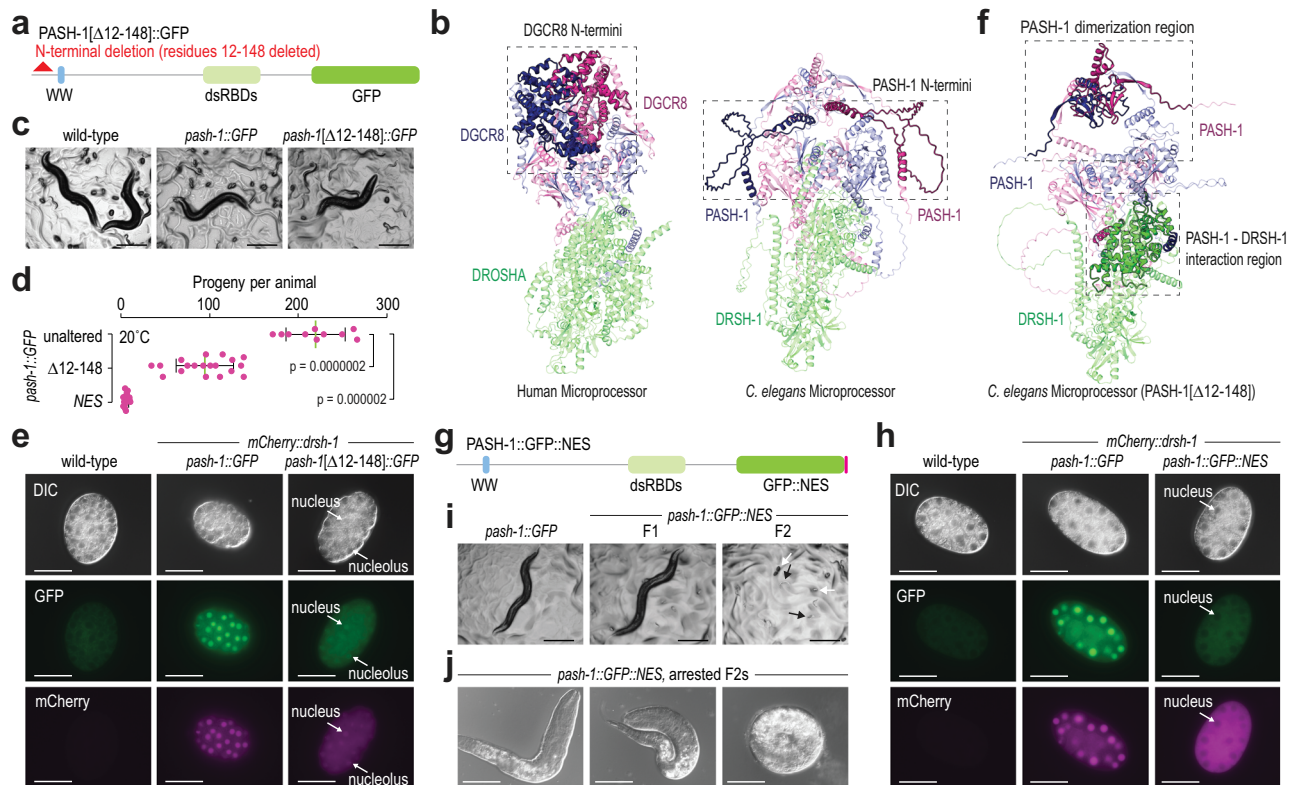 a
PASH-1[Δ12-148]::GFP
N-terminal deletion (residues 12-148 deleted)
WW
dsRBDs
GFP
b
DGCR8 N-termini
DGCR8
DGCR8
DROSHA
Human Microprocessor
PASH-1 N-termini
PASH-1
PASH-1
DRSH-1
C. elegans Microprocessor
c
wild-type
pash-1::GFP
pash-1[Δ12-148]::GFP
d
Progeny per animal
0
100
200
300
pash-1::GFP
unaltered
Δ12-148
NES
20˚C
p = 0.0000002
p = 0.000002
e
mCherry::drsh-1
wild-type
pash-1::GFP
pash-1[Δ12-148]::GFP
DIC
nucleus
nucleolus
GFP
nucleus
nucleolus
mCherry
nucleus
nucleolus
f
PASH-1 dimerization region
PASH-1
PASH-1
PASH-1 - DRSH-1
interaction region
DRSH-1
C. elegans Microprocessor (PASH-1[Δ12-148])
g
PASH-1::GFP::NES
WW
dsRBDs
GFP::NES
h
mCherry::drsh-1
wild-type
pash-1::GFP
pash-1::GFP::NES
DIC
nucleus
GFP
nucleus
mCherry
nucleus
i
pash-1::GFP::NES
pash-1::GFP
F1
F2
j
pash-1::GFP::NES, arrested F2s